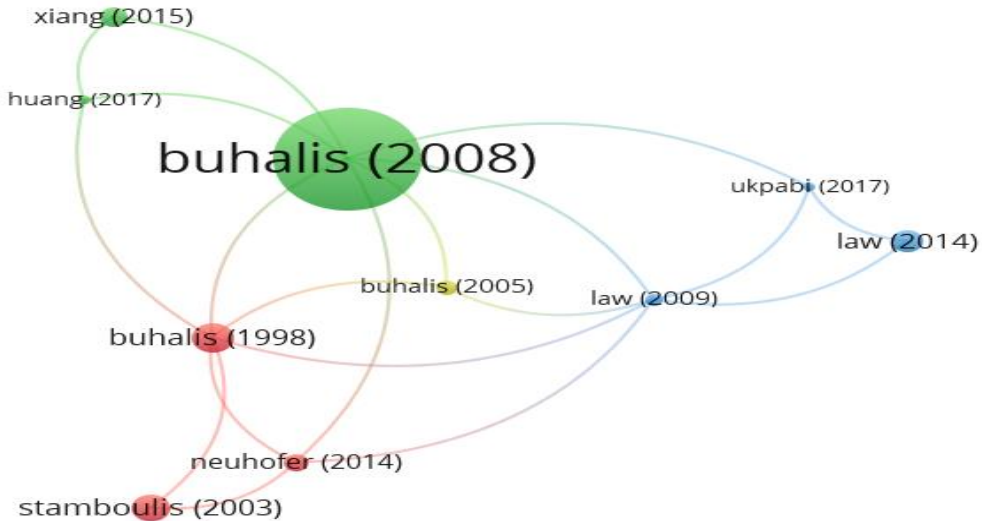 xiang (2015)
huang (2017)
buhalis (2008)
ukpabi (2017)
law (2014)
buhalis (2005)
law (2009)
buhalis (1998)
neuhofer (2014)
stamboulis (2003)